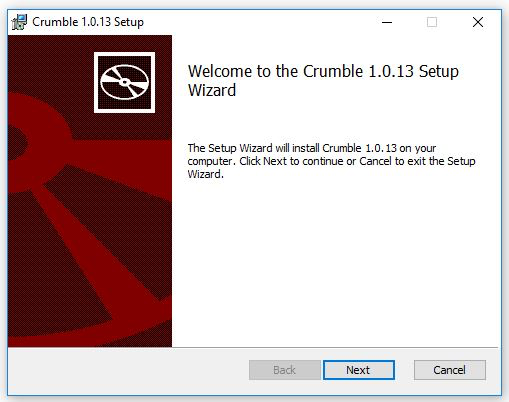 Crumble 1.0.13 Setup
Welcome to the Crumble 1.0.13 Setup
Wizard
The Setup Wizard will install Crumble 1.0.13 on your
computer. Click Next to continue or Cancel to exit the Setup
Wizard.
Back
Next
Cancel